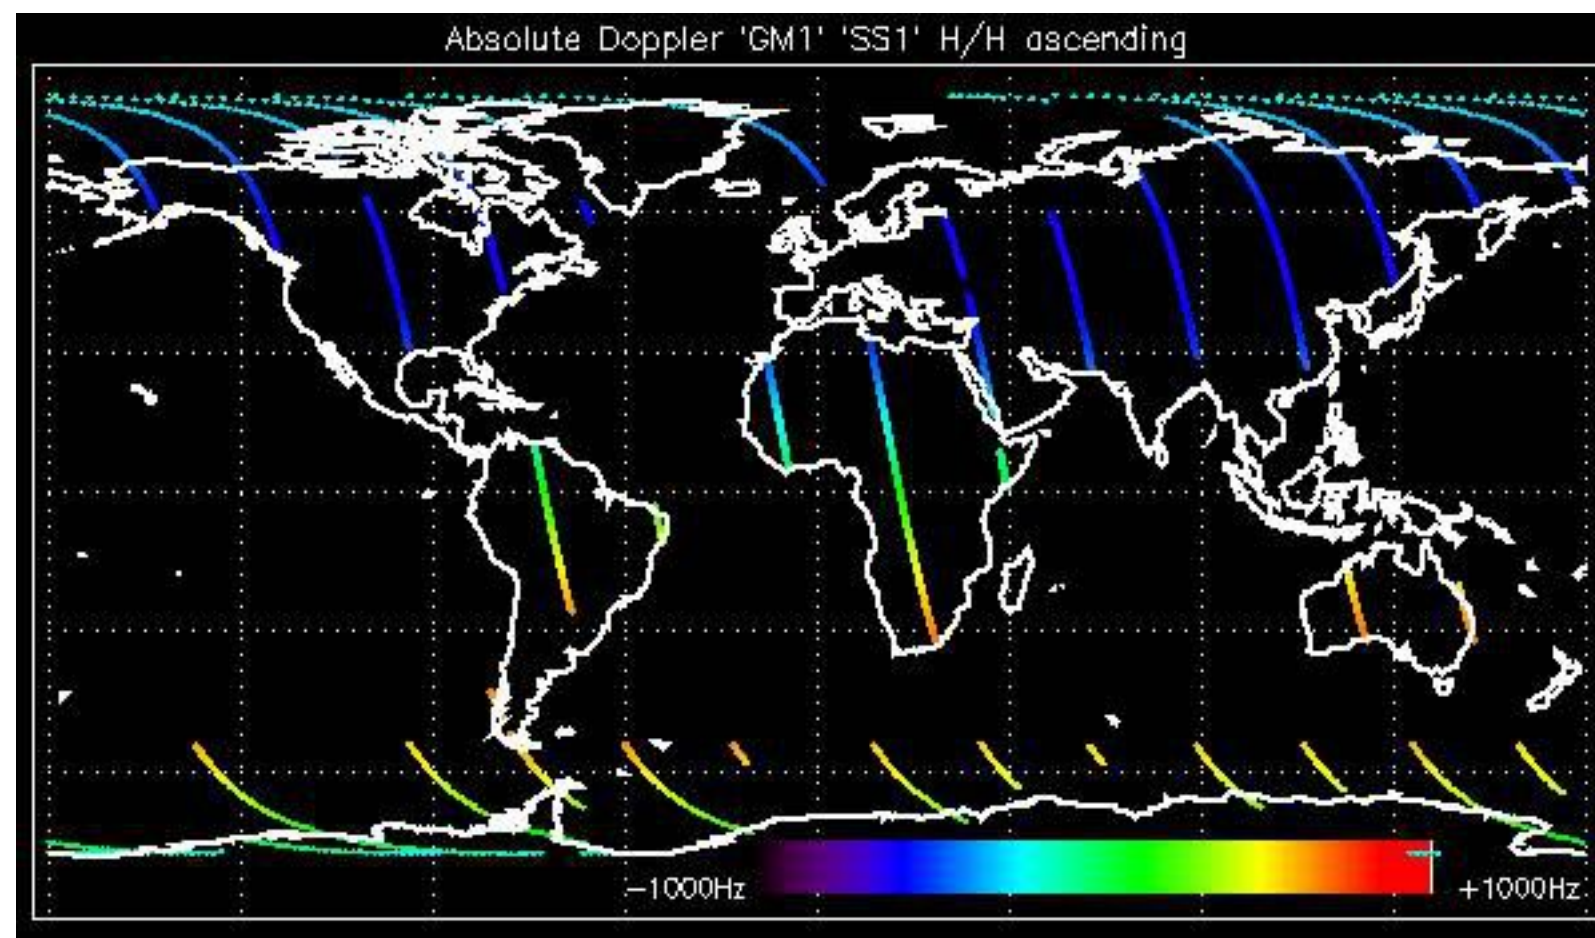 Absolute Doppler 'GM1' 'SS1' H/H ascending
−1000Hz
+1000Hz